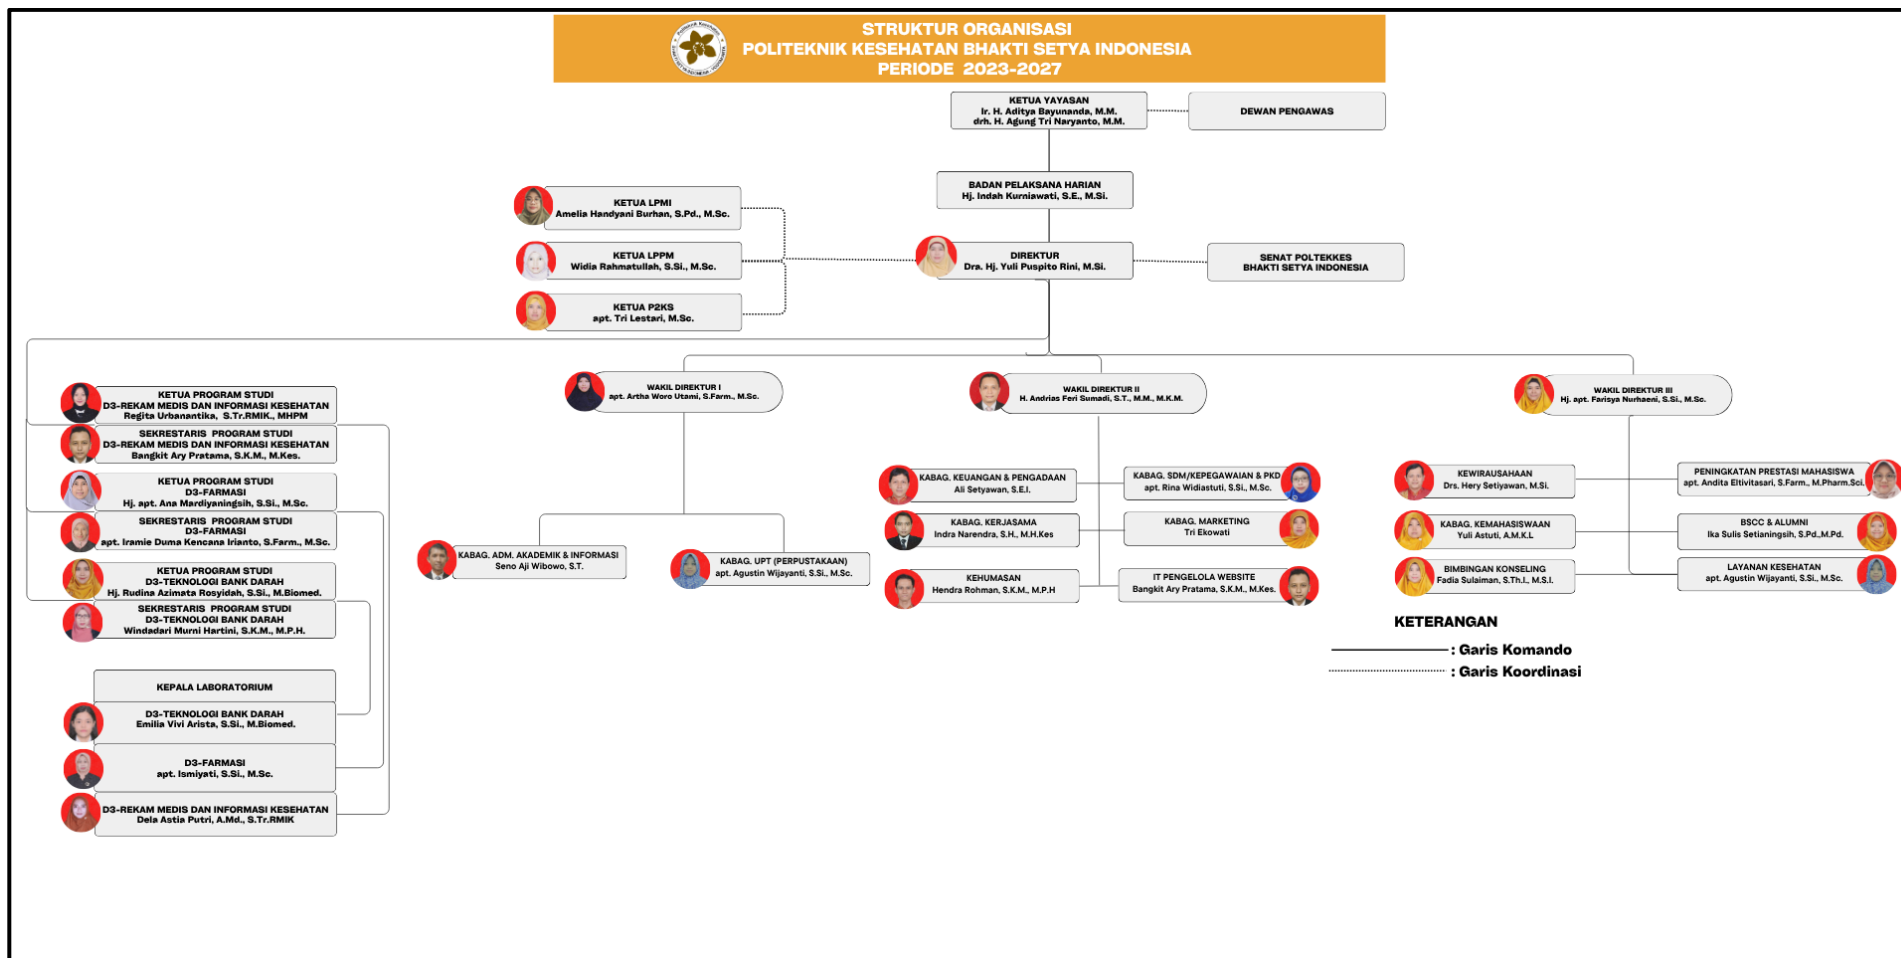 STRUKTUR ORGANISASI
POLITEKNIK KESEHATAN BHAKTI SETYA INDONESIA
PERIODE 2023-2027
KETUA YAYASAN
Ir. H. Aditya Bayunanda, M.M.
drh. H. Agung Tri Naryanto, M.M.
DEWAN PENGAWAS
BADAN PELAKSANA HARIAN
Hj. Indah Kurniawati, S.E., M.Si.
KETUA LPMI
Amelia Handyani Burhan, S.Pd., M.Sc.
KETUA LPPM
Widia Rahmatullah, S.Si., M.Sc.
KETUA P2KS
apt. Tri Lestari, M.Sc.
DIREKTUR
Dra. Hj. Yuli Puspito Rini, M.Si.
SENAT POLTEKKES
BHAKTI SETYA INDONESIA
KETUA PROGRAM STUDI
D3-REKAM MEDIS DAN INFORMASI KESEHATAN
Regita Urbanantika, S.Tr.RMIK., MHPM
SEKRESTARIS PROGRAM STUDI
D3-REKAM MEDIS DAN INFORMASI KESEHATAN
Bangkit Ary Pratama, S.K.M., M.Kes.
KETUA PROGRAM STUDI
D3-FARMASI
Hj. apt. Ana Mardiyaningsih, S.Si., M.Sc.
SEKRESTARIS PROGRAM STUDI
D3-FARMASI
apt. Iramie Duma Kencana Irianto, S.Farm., M.Sc.
KETUA PROGRAM STUDI
D3-TEKNOLOGI BANK DARAH
Hj. Rudina Azimata Rosyidah, S.Si., M.Biomed.
SEKRESTARIS PROGRAM STUDI
D3-TEKNOLOGI BANK DARAH
Windadari Murni Hartini, S.K.M., M.P.H.
KEPALA LABORATORIUM
D3-TEKNOLOGI BANK DARAH
Emilia Vivi Arista, S.Si., M.Biomed.
D3-FARMASI
apt. Ismiyati, S.Si., M.Sc.
D3-REKAM MEDIS DAN INFORMASI KESEHATAN
Dela Astia Putri, A.Md., S.Tr.RMIK
WAKIL DIREKTUR I
apt. Artha Woro Utami, S.Farm., M.Sc.
KABAG. ADM. AKADEMIK & INFORMASI
Seno Aji Wibowo, S.T.
KABAG. UPT (PERPUSTAKAAN)
apt. Agustin Wijayanti, S.Si., M.Sc.
WAKIL DIREKTUR II
H. Andrias Feri Sumadi, S.T., M.M., M.K.M.
KABAG. KEUANGAN & PENGADAAN
Ali Setyawan, S.E.I.
KABAG. SDM/KEPEGAWAIAN & PKD
apt. Rina Widiastuti, S.Si., M.Sc.
KABAG. KERJASAMA
Indra Narendra, S.H., M.H.Kes
KABAG. MARKETING
Tri Ekowati
KEHUMASAN
Hendra Rohman, S.K.M., M.P.H
IT PENGELOLA WEBSITE
Bangkit Ary Pratama, S.K.M., M.Kes.
WAKIL DIREKTUR III
Hj. apt. Farisya Nurhaeni, S.Si., M.Sc.
KEWIRAUSAHAAN
Drs. Hery Setiyawan, M.Si.
PENINGKATAN PRESTASI MAHASISWA
apt. Andita Eltivitasari, S.Farm., M.Pharm.Sci.
KABAG. KEMAHASISWAAN
Yuli Astuti, A.M.K.L
BSCC & ALUMNI
Ika Sulis Setianingsih, S.Pd.,M.Pd.
BIMBINGAN KONSELING
Fadia Sulaiman, S.Th.I., M.S.I.
LAYANAN KESEHATAN
apt. Agustin Wijayanti, S.Si., M.Sc.
KETERANGAN
: Garis Komando
: Garis Koordinasi